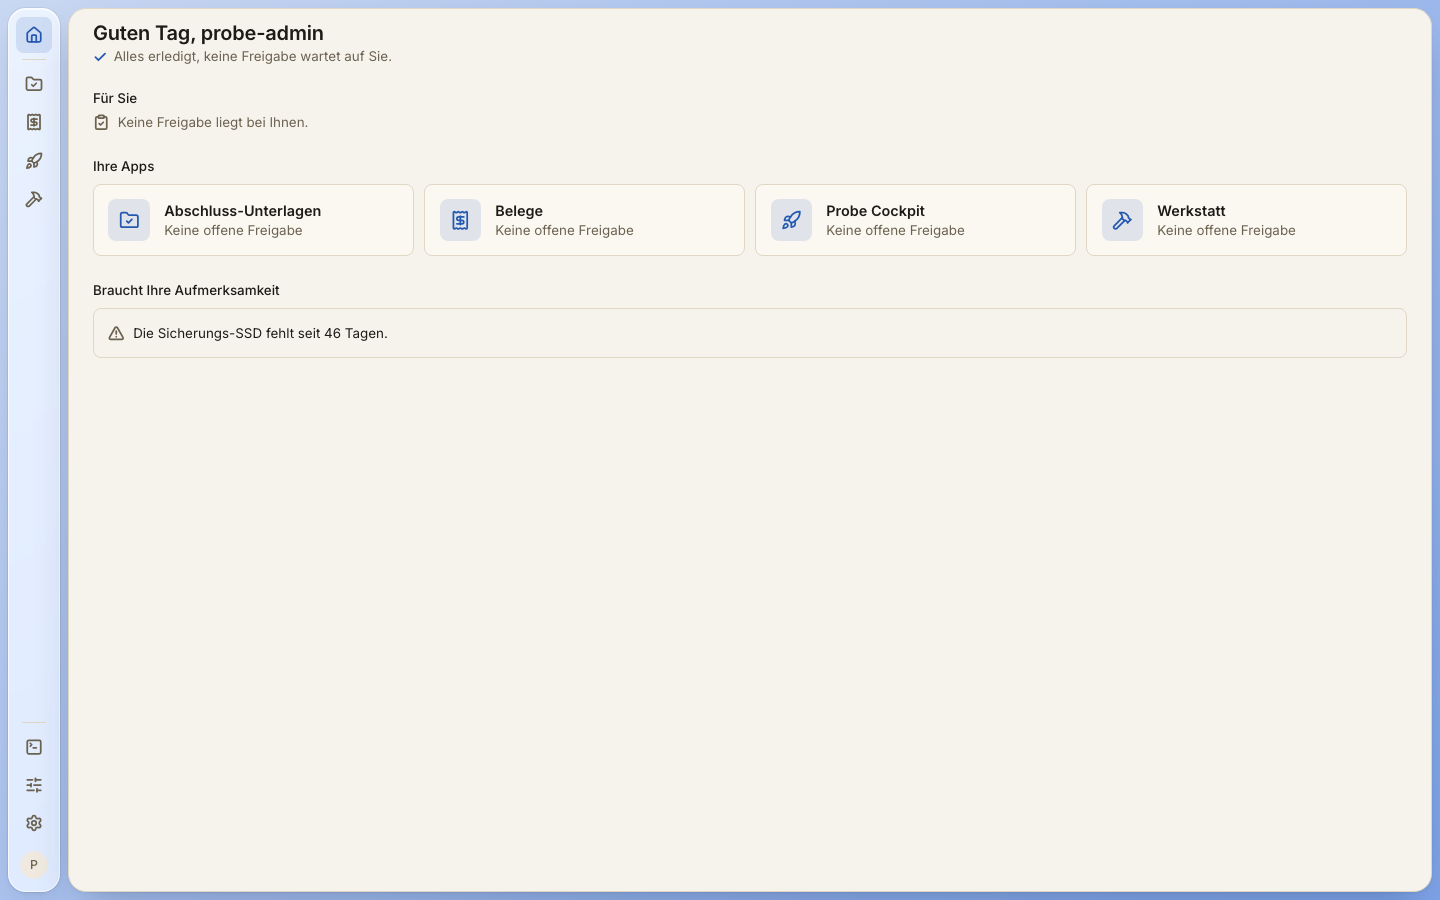 Guten Tag, probe-admin
Alles erledigt, keine Freigabe wartet auf Sie.
Für Sie
Keine Freigabe liegt bei Ihnen.
Ihre Apps
Abschluss-Unterlagen
Keine offene Freigabe
Belege
Keine offene Freigabe
Probe Cockpit
Keine offene Freigabe
Werkstatt
Keine offene Freigabe
Braucht Ihre Aufmerksamkeit
Die Sicherungs-SSD fehlt seit 46 Tagen.
P